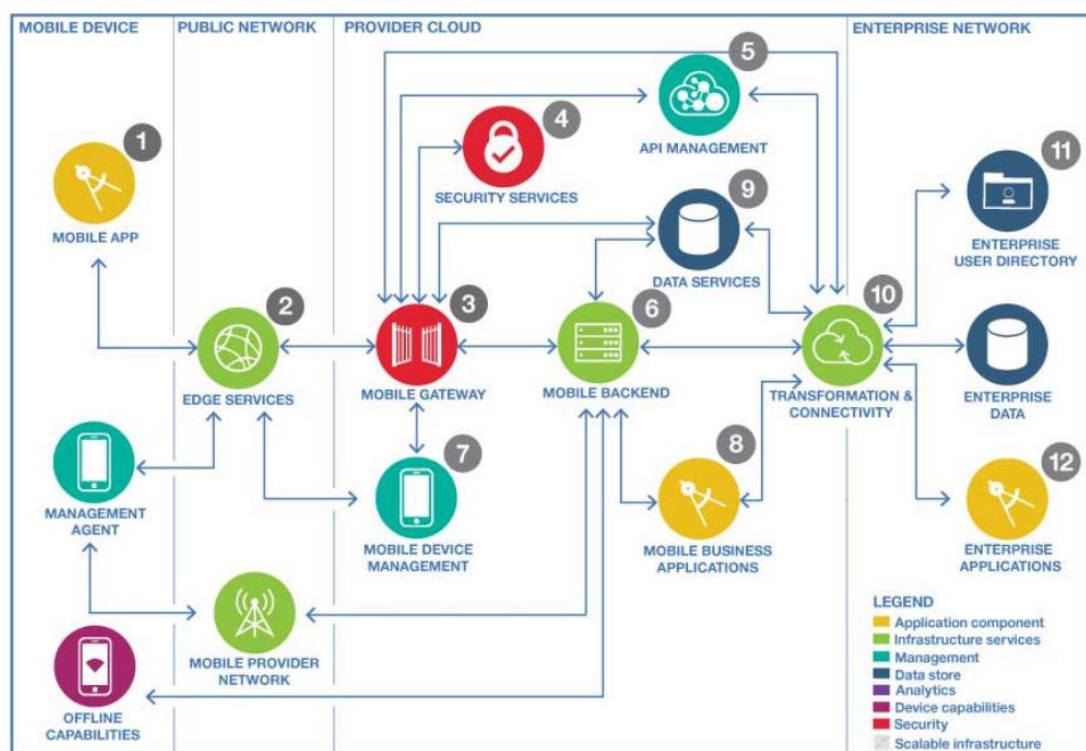 MOBILE DEVICE
PUBLIC NETWORK
PROVIDER CLOUD
ENTERPRISE NETWORK
5
API MANAGEMENT
4
SECURITY SERVICES
1
MOBILE APP
11
ENTERPRISE
USER DIRECTORY
9
DATA SERVICES
2
EDGE SERVICES
3
MOBILE GATEWAY
6
MOBILE BACKEND
10
TRANSFORMATION &
CONNECTIVITY
ENTERPRISE
DATA
MANAGEMENT
AGENT
7
MOBILE DEVICE
MANAGEMENT
8
MOBILE BUSINESS
APPLICATIONS
12
ENTERPRISE
APPLICATIONS
MOBILE PROVIDER
NETWORK
OFFLINE
CAPABILITIES
LEGEND
Application component
Infrastructure services
Management
Data store
Analytics
Device capabilities
Security
Scalable infrastructure